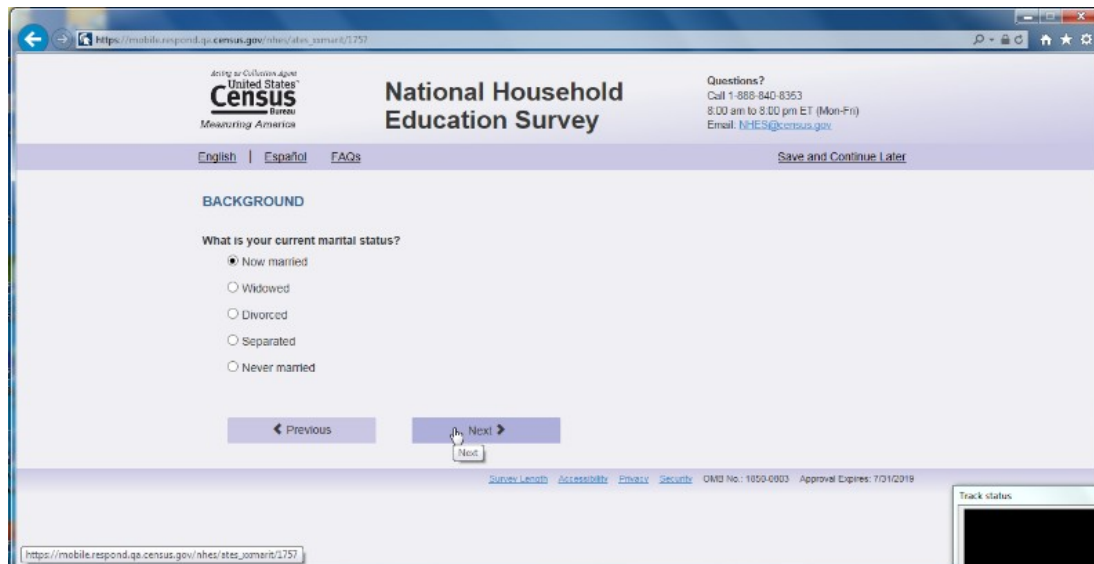 https://mobile.respond.qa.census.gov/nhes/ates_xxmarit/1757
Acting as Collection Agent
United States™
Census
Bureau
Measuring America
National Household
Education Survey
Questions?
Call 1-888-840-8353
8:00 am to 8:00 pm ET (Mon-Fri)
Email: NHES@census.gov
English | Español FAQs Save and Continue Later
BACKGROUND
What is your current marital status?
Now married
Widowed
Divorced
Separated
Never married
Previous Next
Next
Survey Length Accessibility Privacy Security OMB No.: 1850-0803 Approval Expires: 7/31/2019
Track status
https://mobile.respond.qa.census.gov/nhes/ates_xxmarit/1757